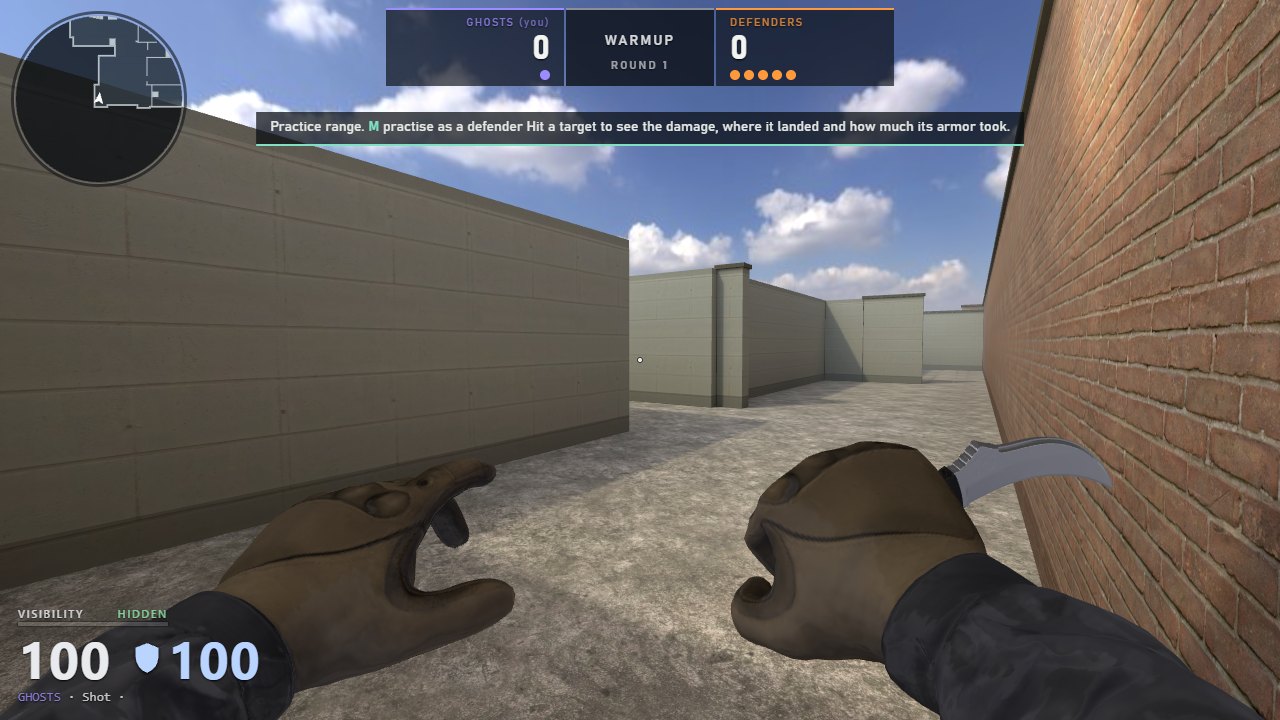 GHOSTS (you)
0
WARMUP
ROUND 1
DEFENDERS
0
Practice range. M practise as a defender Hit a target to see the damage, where it landed and how much its armor took.
VISIBILITY HIDDEN
100 100
GHOSTS · Shot ·